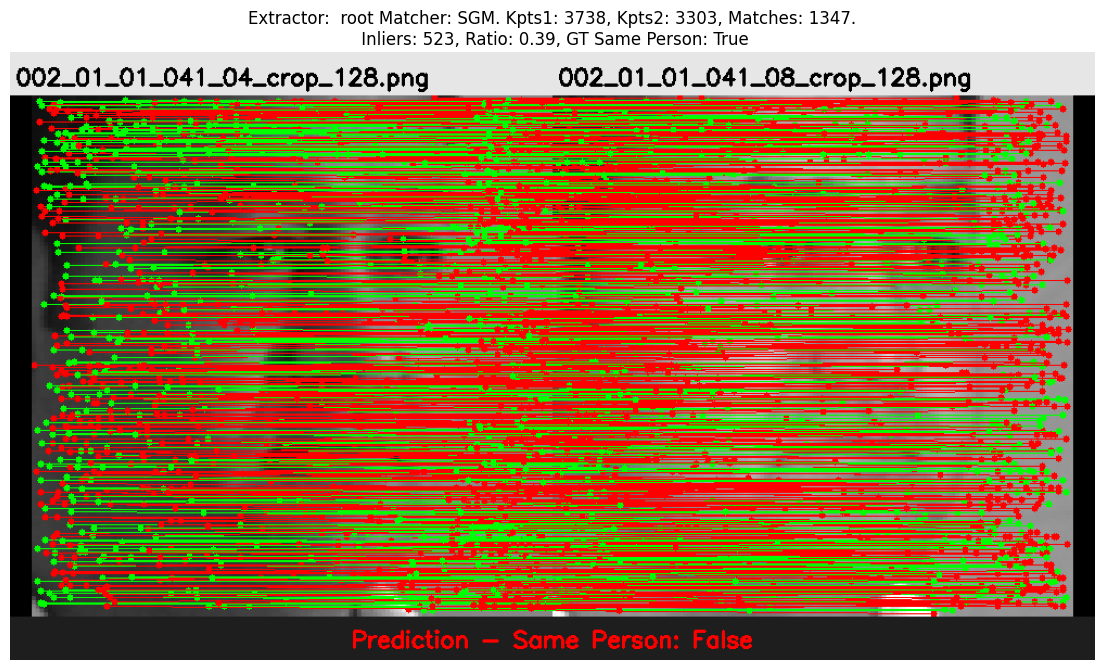 Extractor:  root Matcher: SGM. Kpts1: 3738, Kpts2: 3303, Matches: 1347.
Inliers: 523, Ratio: 0.39, GT Same Person: True
002_01_01_041_04_crop_128.png 002_01_01_041_08_crop_128.png
Prediction - Same Person: False